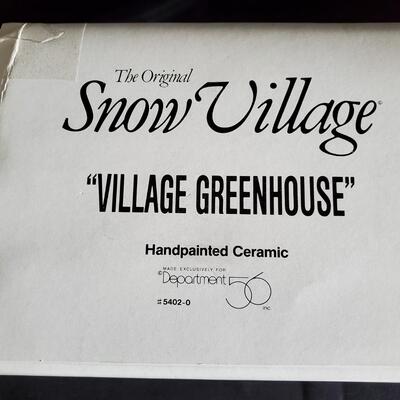 The Original
Snow Village©
"VILLAGE GREENHOUSE"
Handpainted Ceramic
MADE EXCLUSIVELY FOR
©Department 56 inc.
#5402-0